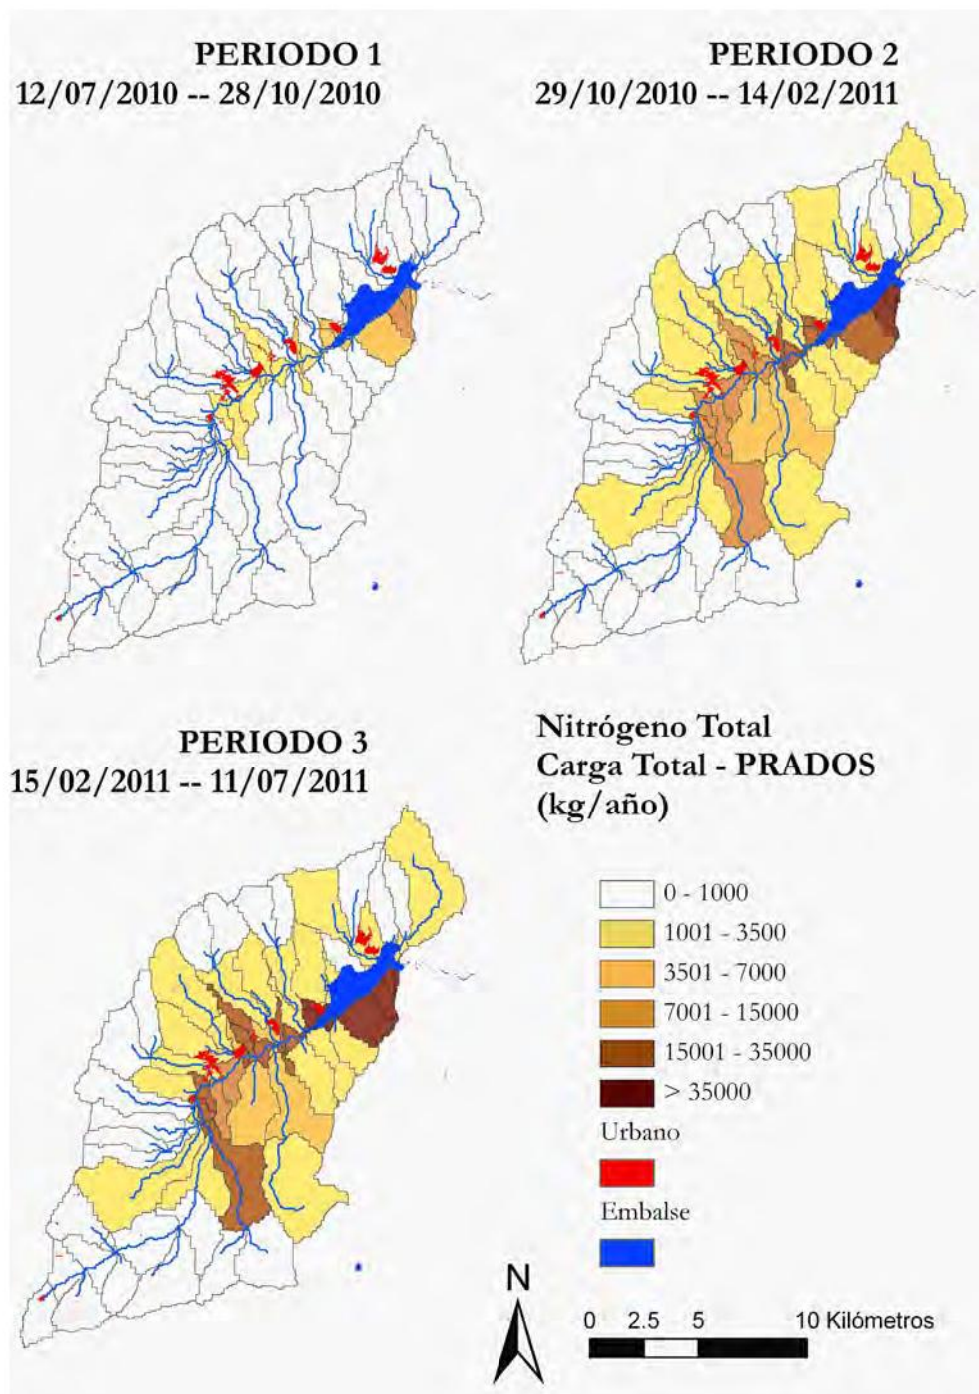 PERIODO 1
12/07/2010 -- 28/10/2010
PERIODO 2
29/10/2010 -- 14/02/2011
PERIODO 3
15/02/2011 -- 11/07/2011
Nitrógeno Total
Carga Total - PRADOS
(kg/año)
0 - 1000
1001 - 3500
3501 - 7000
7001 - 15000
15001 - 35000
> 35000
Urbano
Embalse
N
0 2.5 5 10 Kilómetros